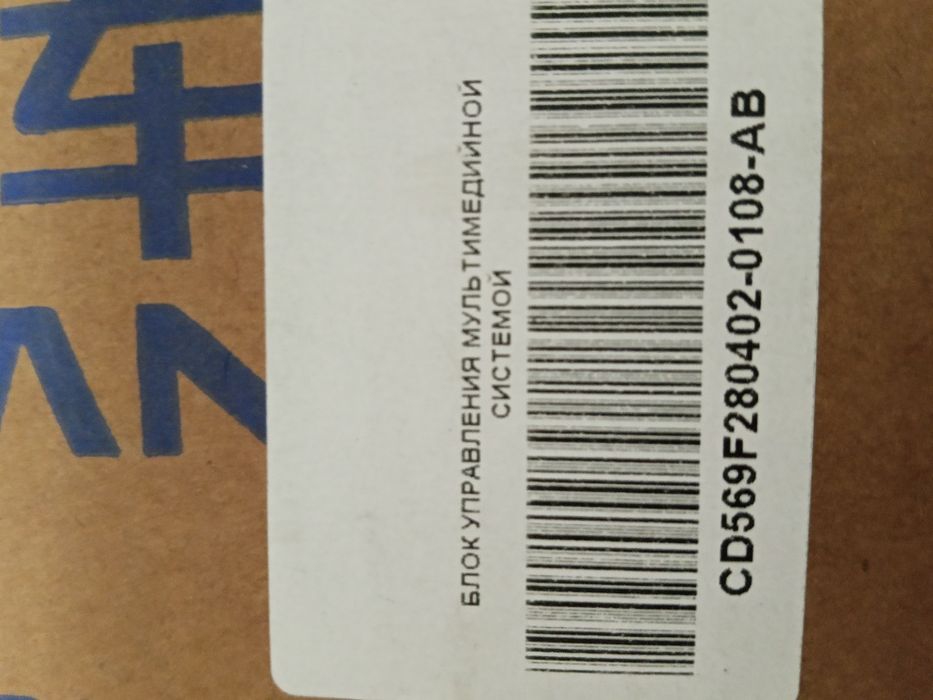 БЛОК УПРАВЛЕНИЯ МУЛЬТИМЕДИЙНОЙ
СИСТЕМОЙ
CD569F280402-0108-AB